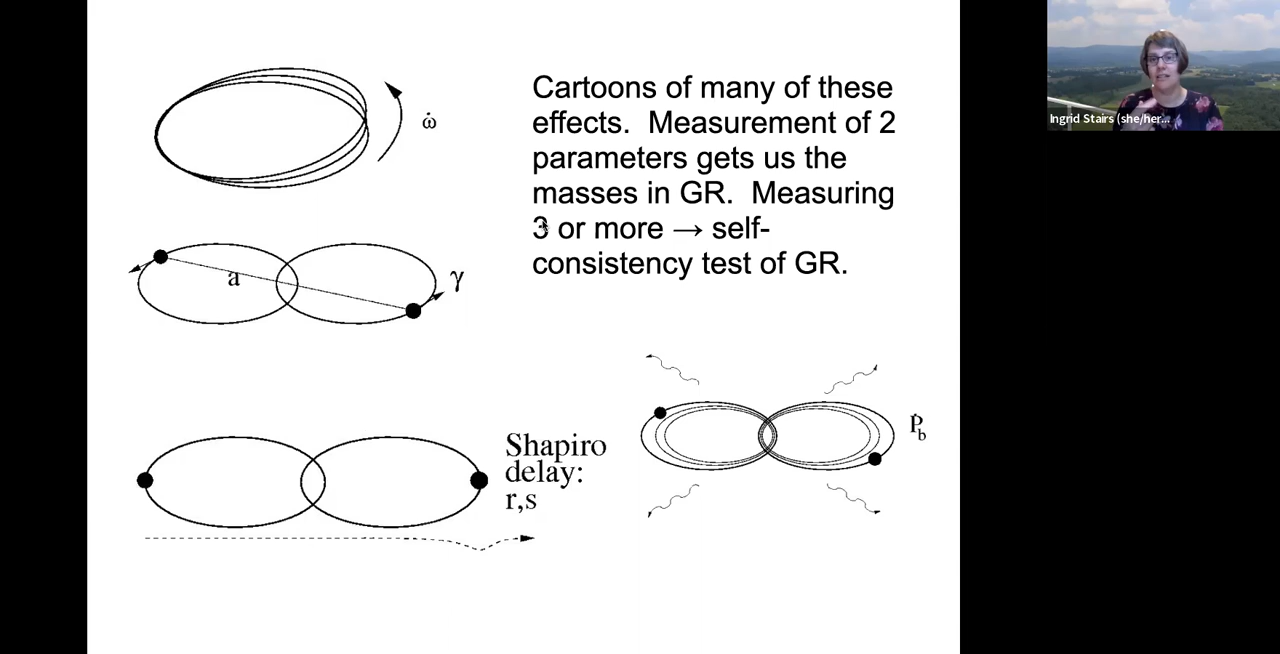 ω̇
Cartoons of many of these
effects.  Measurement of 2
parameters gets us the
masses in GR.  Measuring
3 or more → self-
consistency test of GR.
a
γ
Shapiro
delay:
r,s
Ṗb
Ingrid Stairs (she/her...